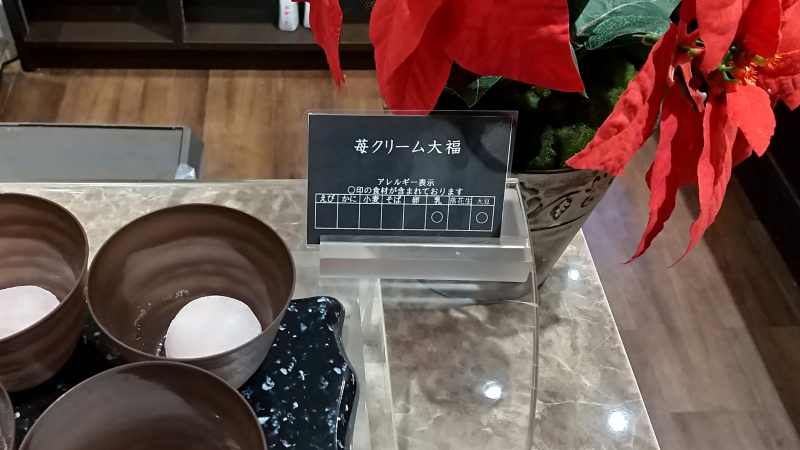 苺クリーム大福
アレルギー表示
○印の食材が含まれております
えび かに 小麦 そば 卵 乳 落花生 大豆
○ ○